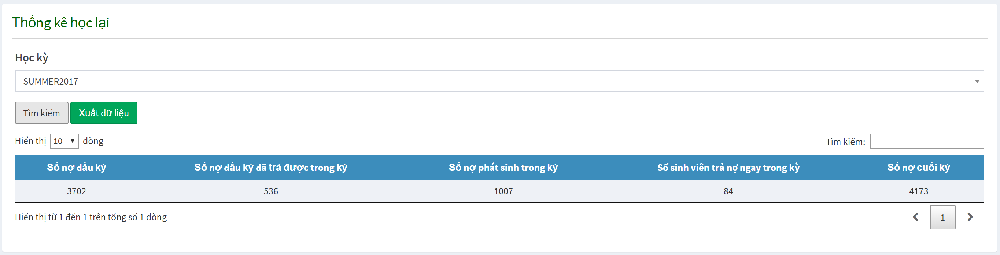 Thống kê học lại
Học kỳ
SUMMER2017
Tìm kiếm Xuất dữ liệu
Hiển thị 10 dòng Tìm kiếm:
Số nợ đầu kỳ Số nợ đầu kỳ đã trả được trong kỳ Số nợ phát sinh trong kỳ Số sinh viên trả nợ ngay trong kỳ Số nợ cuối kỳ
3702 536 1007 84 4173
Hiển thị từ 1 đến 1 trên tổng số 1 dòng 1